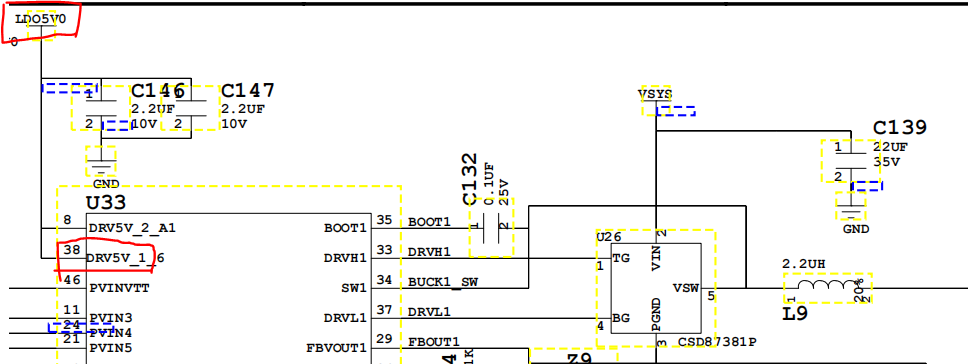 LDO5V0
C146
1
2.2UF
2
10V
C147
1
2.2UF
2
10V
GND
VSYS
C139
1
22UF
35V
2
GND
C132
0.1UF
25V
1
2
U33
8 DRV5V_2_A1
38 DRV5V_1_6
46 PVINVTT
11 PVIN3
24 PVIN4
21 PVIN5
BOOT1 35 BOOT1
DRVH1 33 DRVH1
SW1 34 BUCK1_SW
DRVL1 37 DRVL1
FBVOUT1 29 FBOUT1
U26
2
VIN
1 TG
VSW 5
4 BG
PGND
3
CSD87381P
2.2UH
1
20%
2
L9
1K